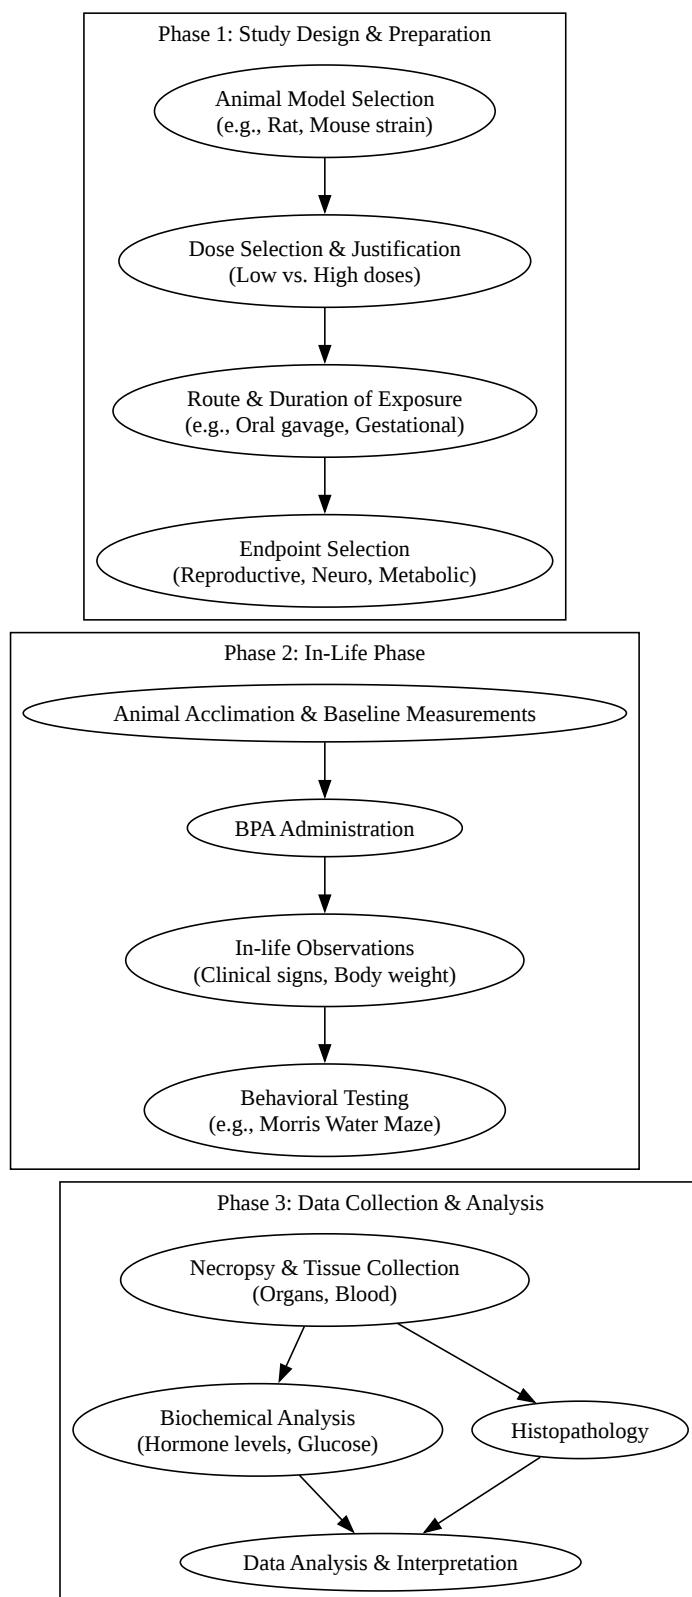 Phase 1: Study Design & Preparation
Animal Model Selection
(e.g., Rat, Mouse strain)
Dose Selection & Justification
(Low vs. High doses)
Route & Duration of Exposure
(e.g., Oral gavage, Gestational)
Endpoint Selection
(Reproductive, Neuro, Metabolic)
Phase 2: In-Life Phase
Animal Acclimation & Baseline Measurements
BPA Administration
In-life Observations
(Clinical signs, Body weight)
Behavioral Testing
(e.g., Morris Water Maze)
Phase 3: Data Collection & Analysis
Necropsy & Tissue Collection
(Organs, Blood)
Biochemical Analysis
(Hormone levels, Glucose)
Histopathology
Data Analysis & Interpretation